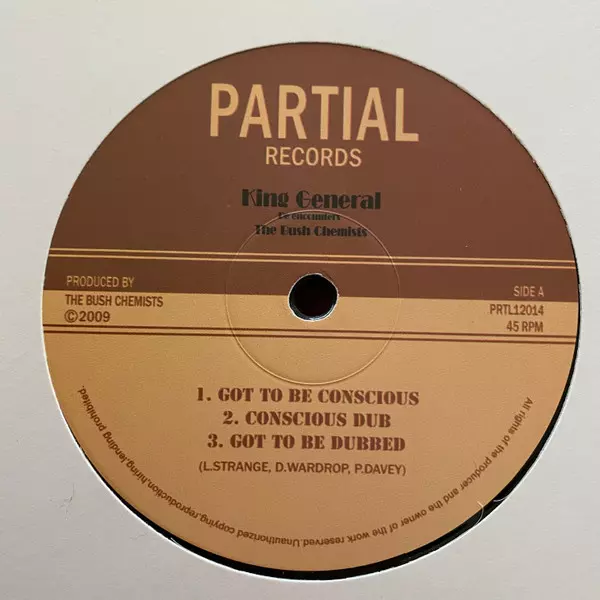 PARTIAL
RECORDS
King General
Re encounters
The Bush Chemists
PRODUCED BY
THE BUSH CHEMISTS
©2009
SIDE A
PRTL12014
45 RPM
1. GOT TO BE CONSCIOUS
2. CONSCIOUS DUB
3. GOT TO BE DUBBED
(L.STRANGE, D.WARDROP, P.DAVEY)
All rights of the producer and the owner of the work reserved.Unauthorized copying,reproduction,hiring,lending prohibited.